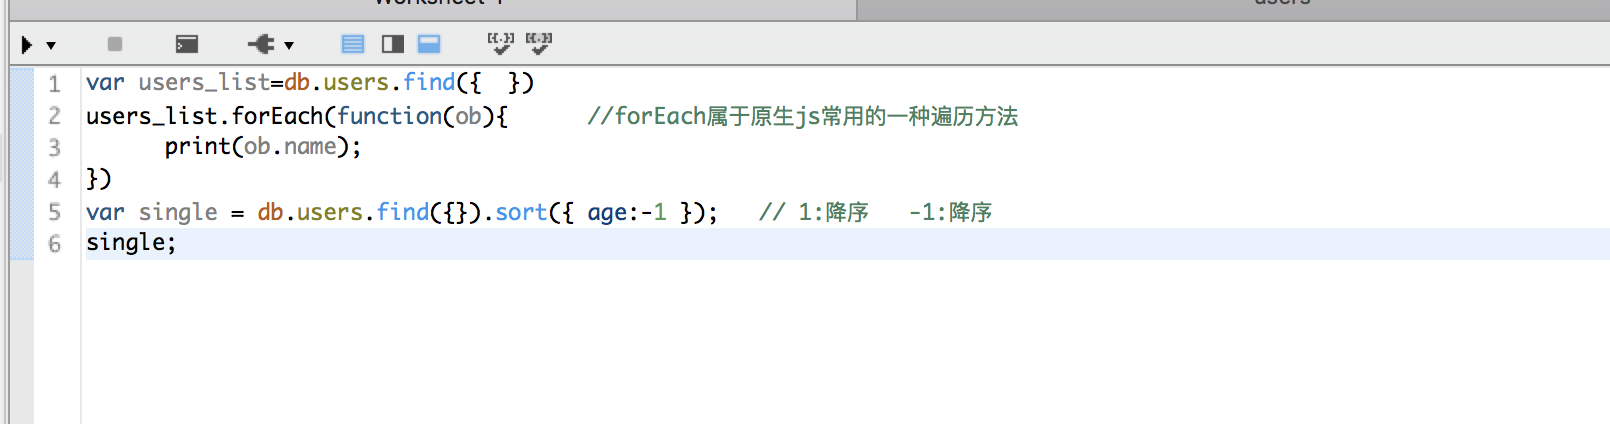 Worksheet
users
1 var users_list=db.users.find({  })
2 users_list.forEach(function(ob){      //forEach属于原生js常用的一种遍历方法
3       print(ob.name);
4 })
5 var single = db.users.find({}).sort({ age:-1 });   // 1:降序   -1:降序
6 single;